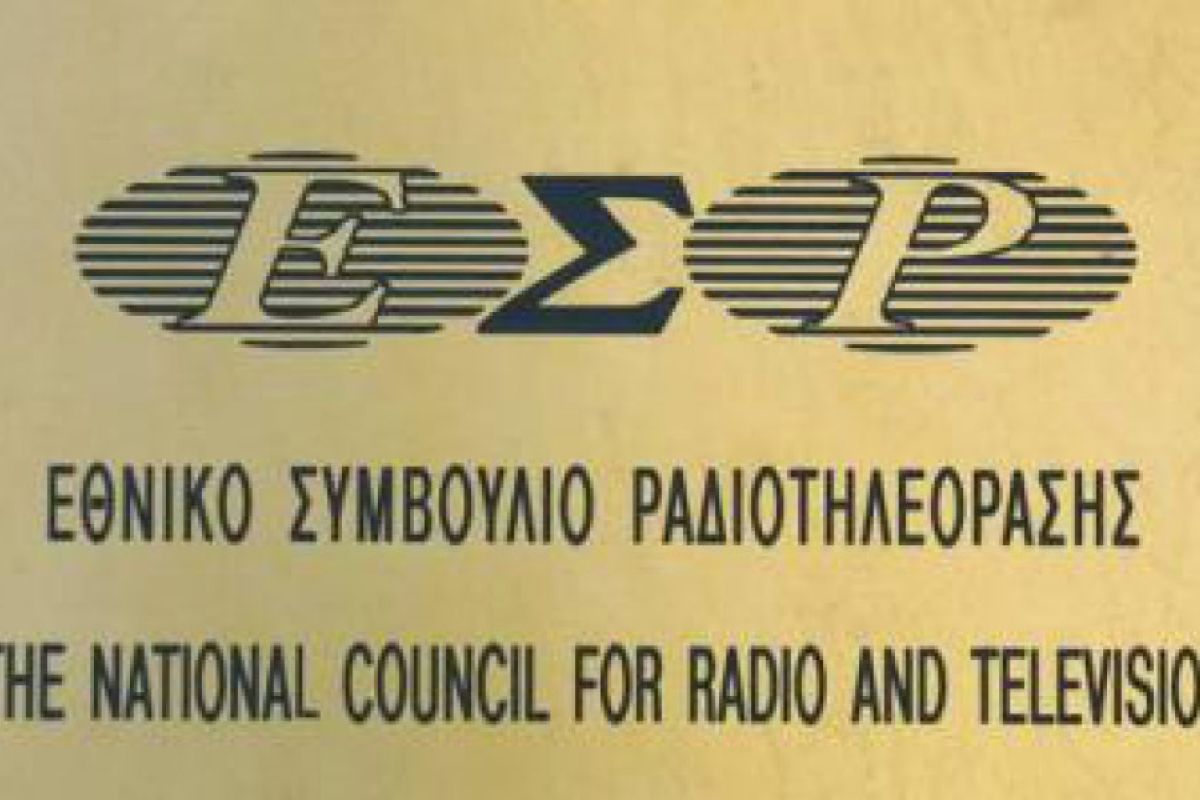 ΕΣΡ
ΕΘΝΙΚΟ ΣΥΜΒΟΥΛΙΟ ΡΑΔΙΟΤΗΛΕΟΡΑΣΗΣ
THE NATIONAL COUNCIL FOR RADIO AND TELEVISIO